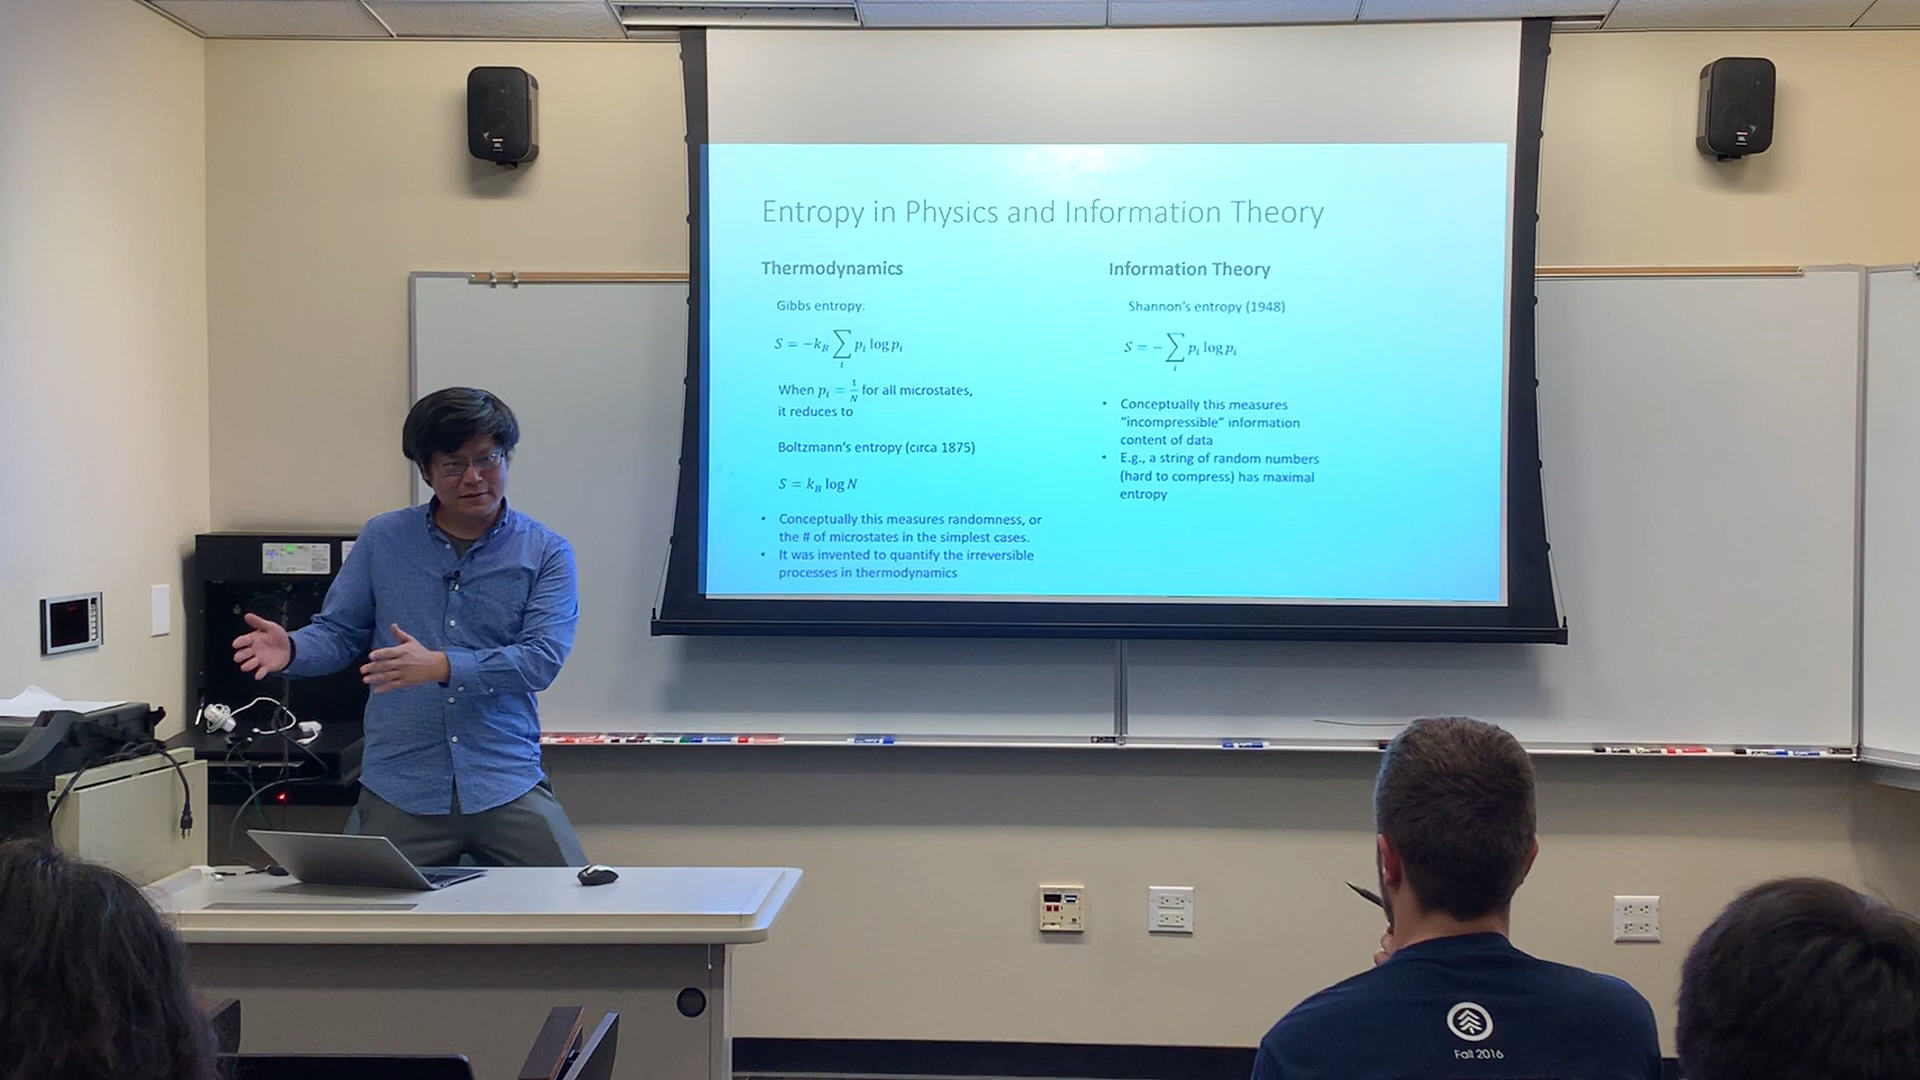 Entropy in Physics and Information Theory
Thermodynamics
Gibbs entropy:
S = −k_B ∑_i p_i log p_i
When p_i = 1/N for all microstates,
it reduces to
Boltzmann's entropy (circa 1875)
S = k_B log N
• Conceptually this measures randomness, or
the # of microstates in the simplest cases.
• It was invented to quantify the irreversible
processes in thermodynamics
Information Theory
Shannon's entropy (1948)
S = − ∑_i p_i log p_i
• Conceptually this measures
"incompressible" information
content of data
• E.g., a string of random numbers
(hard to compress) has maximal
entropy
Fall 2016